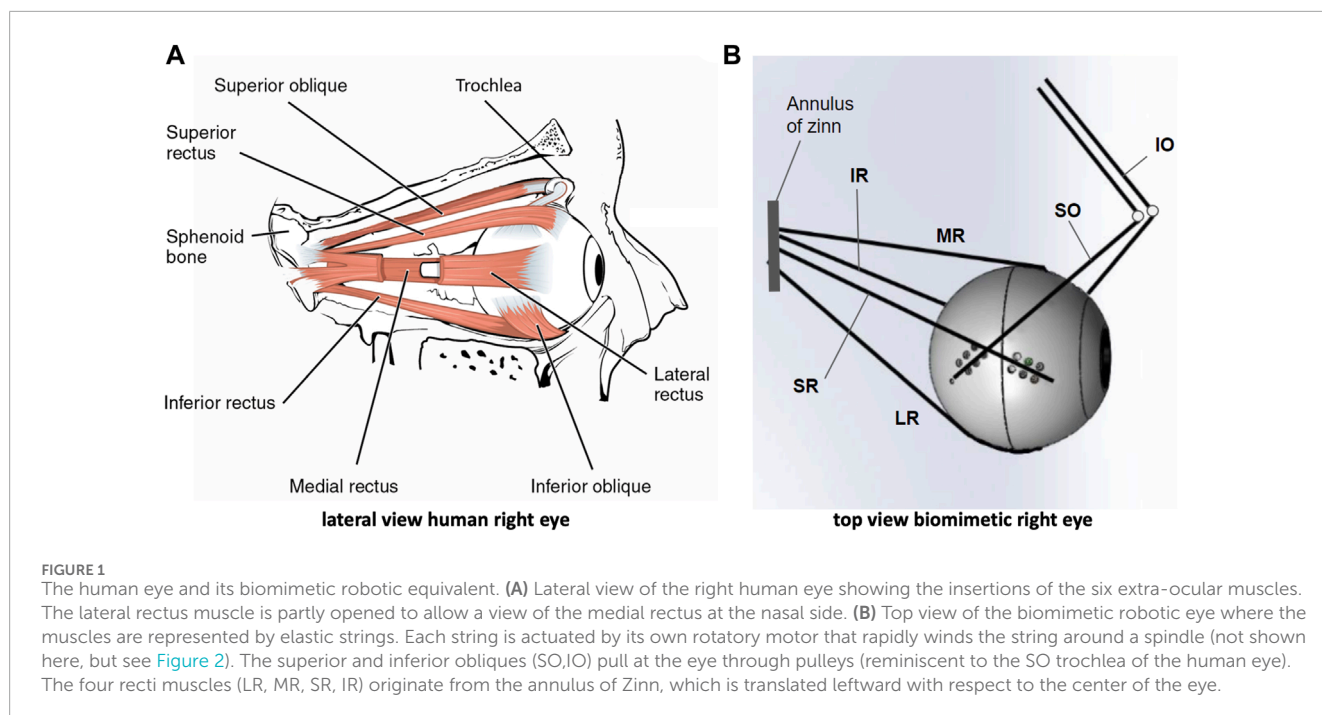 A
Superior oblique
Trochlea
Superior
rectus
Sphenoid
bone
Inferior rectus
Medial rectus
Inferior oblique
Lateral
rectus
lateral view human right eye
B
Annulus
of zinn
IR
MR
SO
IO
SR
LR
top view biomimetic right eye
FIGURE 1
The human eye and its biomimetic robotic equivalent. (A) Lateral view of the right human eye showing the insertions of the six extra-ocular muscles.
The lateral rectus muscle is partly opened to allow a view of the medial rectus at the nasal side. (B) Top view of the biomimetic robotic eye where the
muscles are represented by elastic strings. Each string is actuated by its own rotatory motor that rapidly winds the string around a spindle (not shown
here, but see Figure 2). The superior and inferior obliques (SO,IO) pull at the eye through pulleys (reminiscent to the SO trochlea of the human eye).
The four recti muscles (LR, MR, SR, IR) originate from the annulus of Zinn, which is translated leftward with respect to the center of the eye.